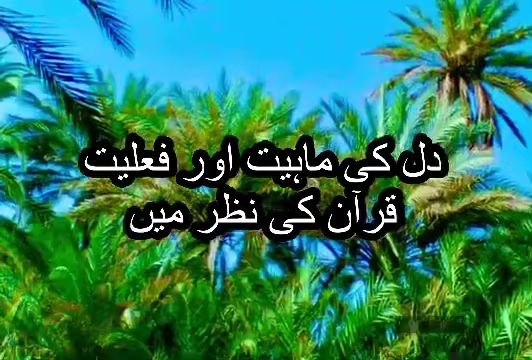 دل کی ماہیت اور فعلیت
قرآن کی نظر میں